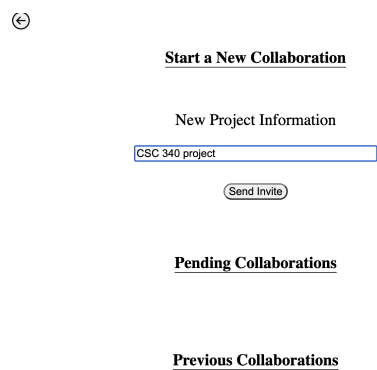 Start a New Collaboration
New Project Information
CSC 340 project
Send Invite
Pending Collaborations
Previous Collaborations